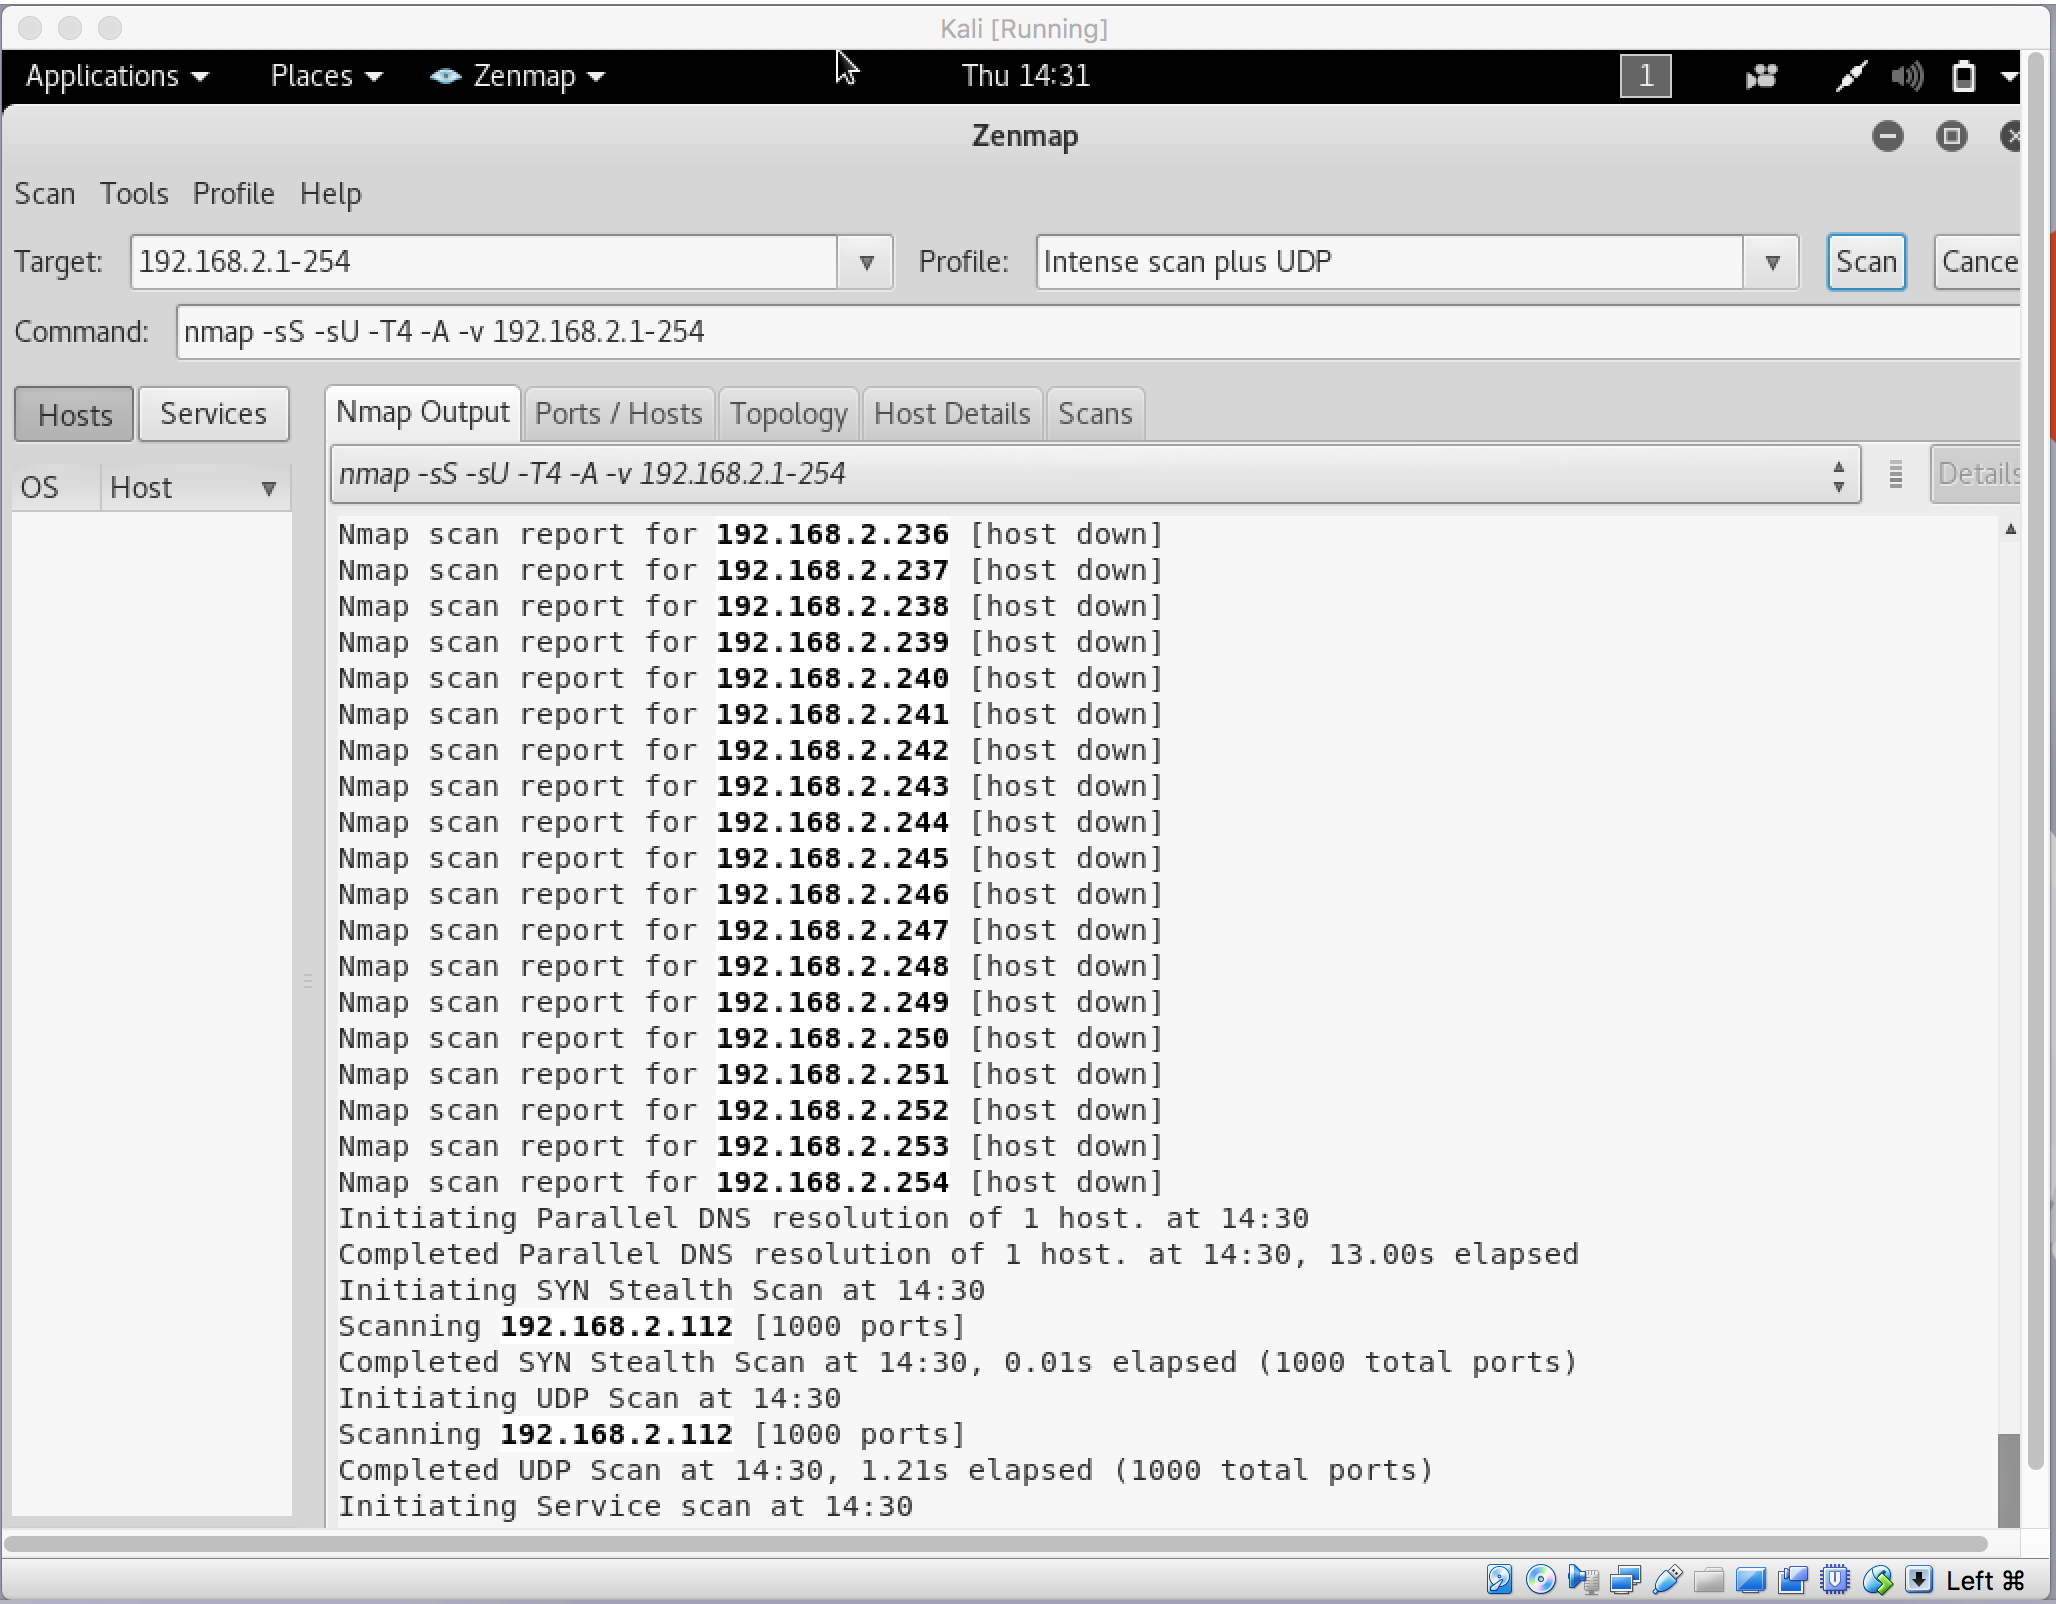 Kali [Running]
Applications Places Zenmap Thu 14:31 1
Zenmap
Scan Tools Profile Help
Target: 192.168.2.1-254 Profile: Intense scan plus UDP Scan Cance
Command: nmap -sS -sU -T4 -A -v 192.168.2.1-254
Hosts Services Nmap Output Ports / Hosts Topology Host Details Scans
nmap -sS -sU -T4 -A -v 192.168.2.1-254 Details
OS Host
Nmap scan report for 192.168.2.236 [host down]
Nmap scan report for 192.168.2.237 [host down]
Nmap scan report for 192.168.2.238 [host down]
Nmap scan report for 192.168.2.239 [host down]
Nmap scan report for 192.168.2.240 [host down]
Nmap scan report for 192.168.2.241 [host down]
Nmap scan report for 192.168.2.242 [host down]
Nmap scan report for 192.168.2.243 [host down]
Nmap scan report for 192.168.2.244 [host down]
Nmap scan report for 192.168.2.245 [host down]
Nmap scan report for 192.168.2.246 [host down]
Nmap scan report for 192.168.2.247 [host down]
Nmap scan report for 192.168.2.248 [host down]
Nmap scan report for 192.168.2.249 [host down]
Nmap scan report for 192.168.2.250 [host down]
Nmap scan report for 192.168.2.251 [host down]
Nmap scan report for 192.168.2.252 [host down]
Nmap scan report for 192.168.2.253 [host down]
Nmap scan report for 192.168.2.254 [host down]
Initiating Parallel DNS resolution of 1 host. at 14:30
Completed Parallel DNS resolution of 1 host. at 14:30, 13.00s elapsed
Initiating SYN Stealth Scan at 14:30
Scanning 192.168.2.112 [1000 ports]
Completed SYN Stealth Scan at 14:30, 0.01s elapsed (1000 total ports)
Initiating UDP Scan at 14:30
Scanning 192.168.2.112 [1000 ports]
Completed UDP Scan at 14:30, 1.21s elapsed (1000 total ports)
Initiating Service scan at 14:30
Left ⌘